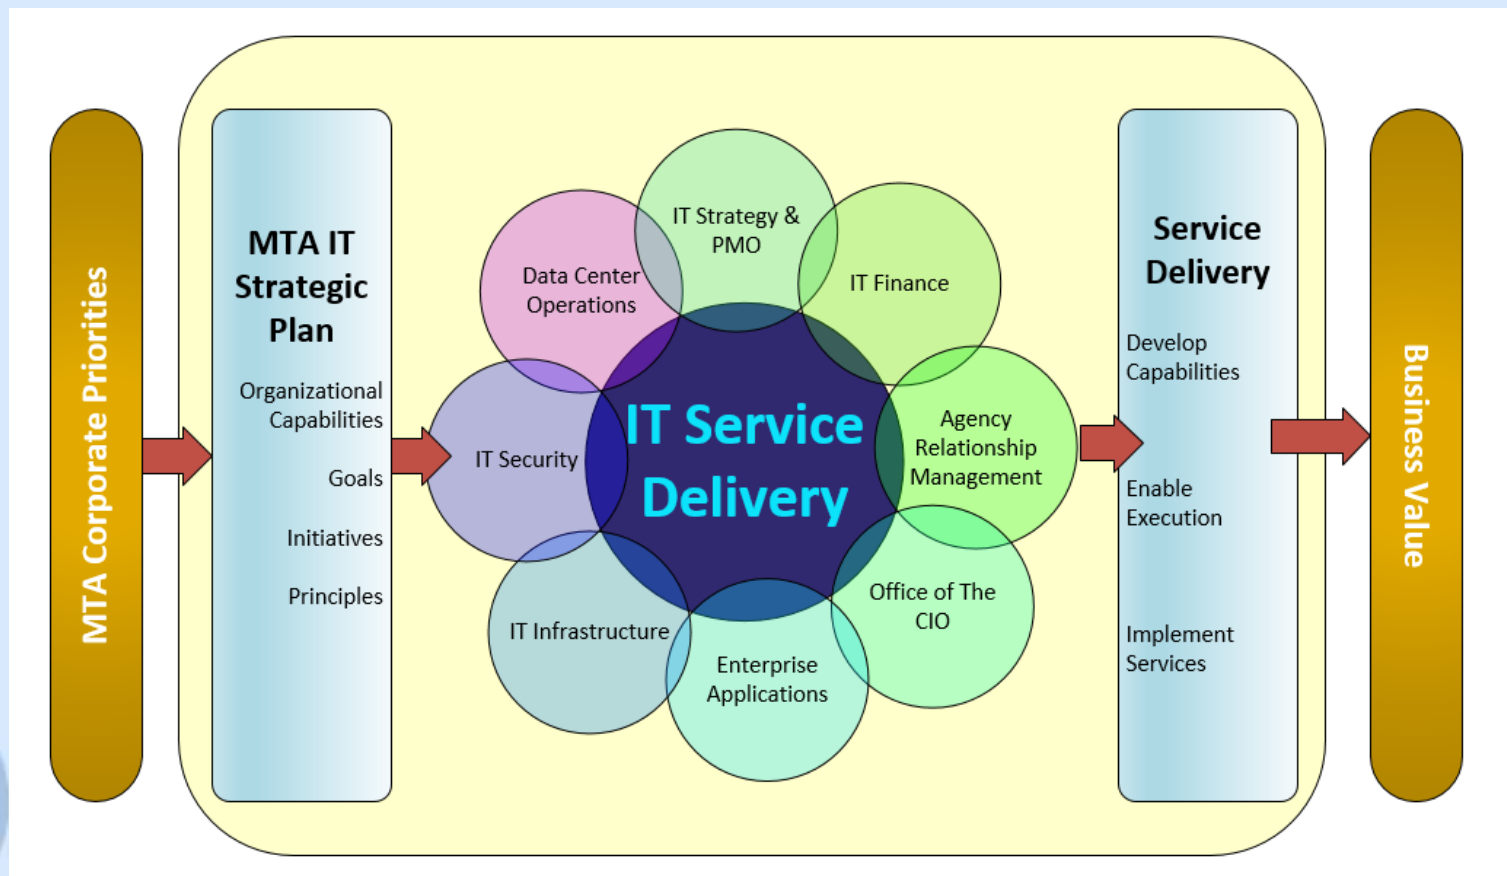 MTA Corporate Priorities
MTA IT
Strategic
Plan
Organizational
Capabilities
Goals
Initiatives
Principles
IT Strategy &
PMO
IT Finance
Agency
Relationship
Management
Office of The
CIO
Enterprise
Applications
IT Infrastructure
IT Security
Data Center
Operations
IT Service
Delivery
Service
Delivery
Develop
Capabilities
Enable
Execution
Implement
Services
Business Value